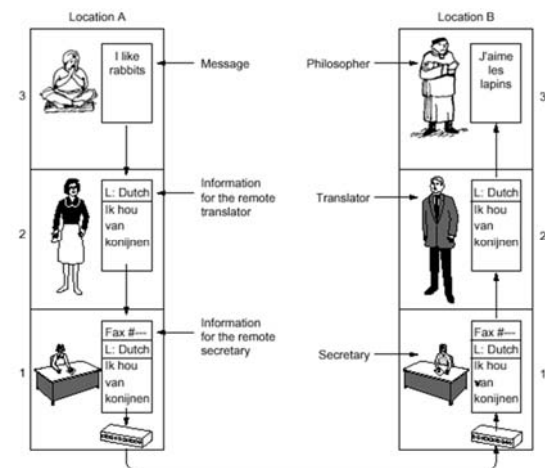 Location A
3
I like
rabbits
Message
2
L: Dutch
Ik hou
van
konijnen
Information
for the remote
translator
1
Fax #---
L: Dutch
Ik hou
van
konijnen
Information
for the remote
secretary
Location B
Philosopher
J'aime
les
lapins
3
Translator
L: Dutch
Ik hou
van
konijnen
2
Secretary
Fax #---
L: Dutch
Ik hou
van
konijnen
1